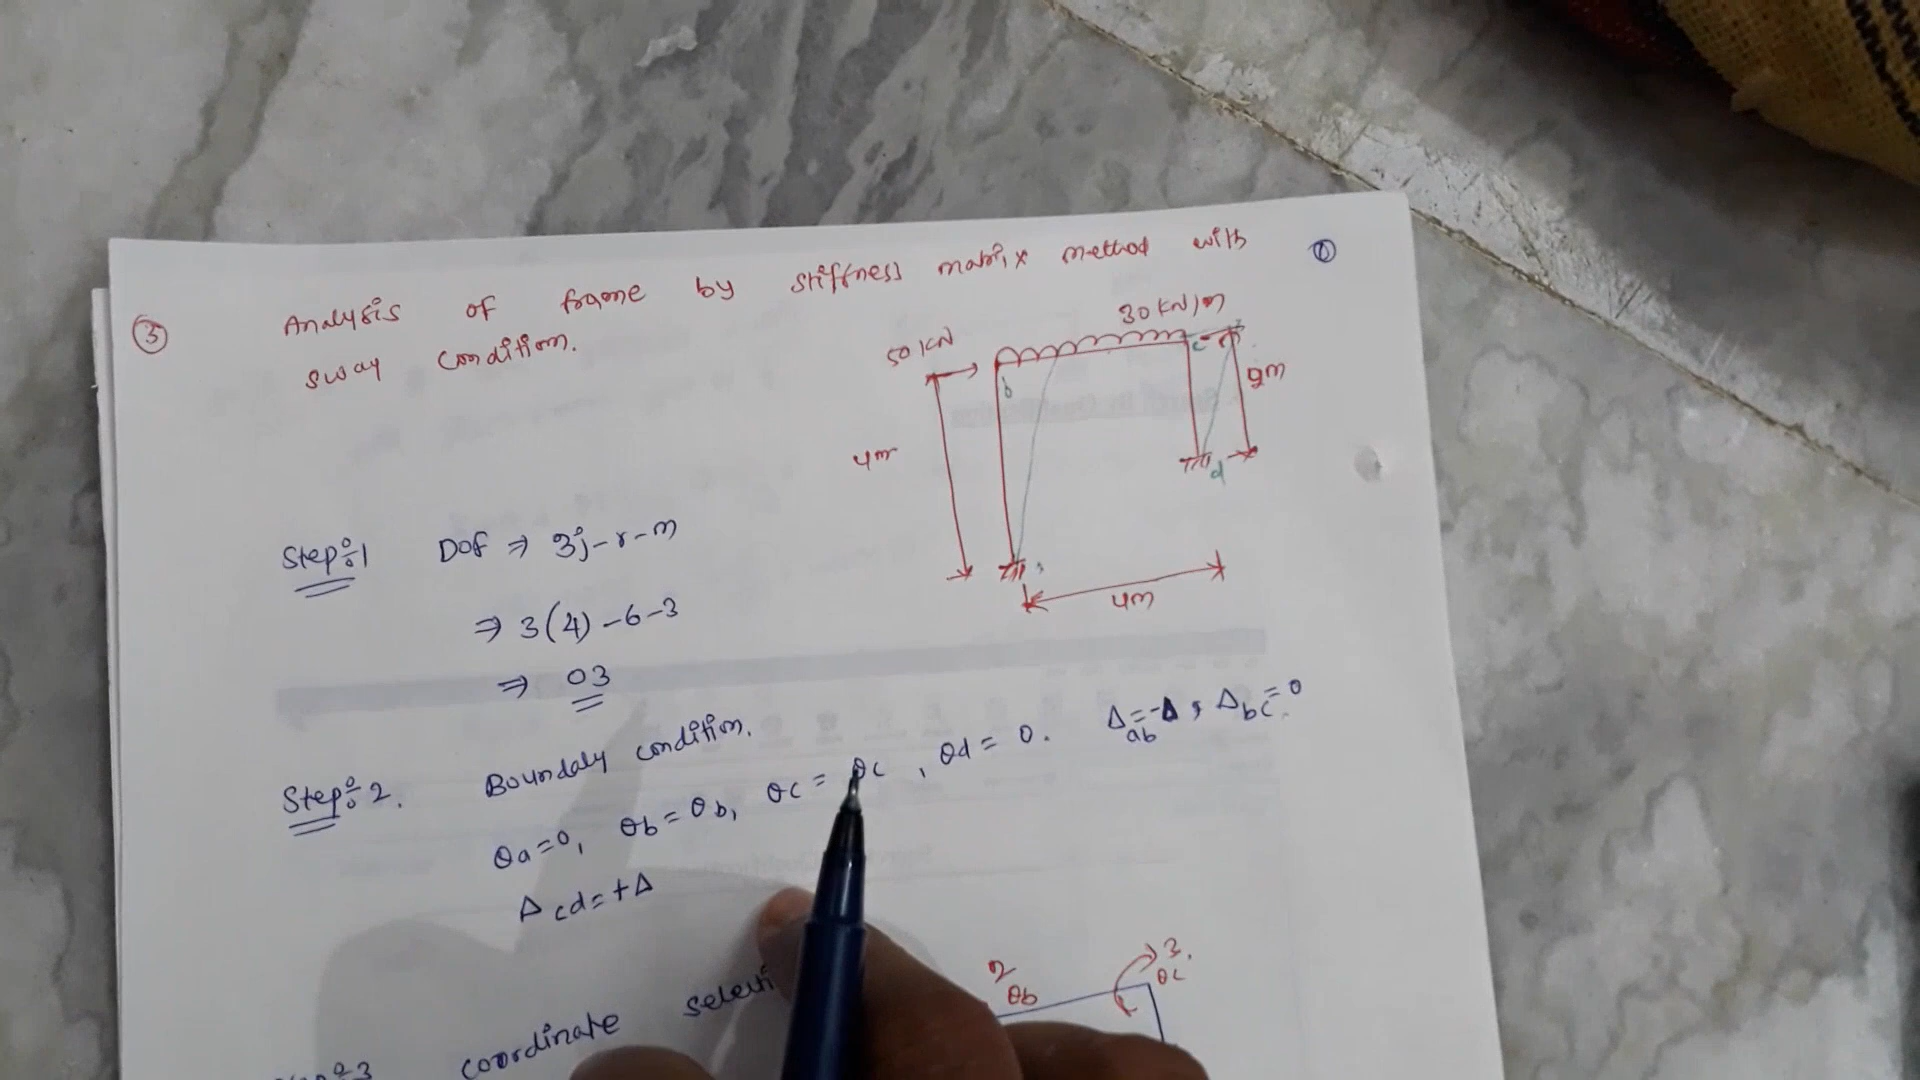 ①
③ Analysis of frame by stiffness matrix method with
sway condition.
50 KN
30 KN/m
b
c
2m
4m
d
4m
Step:1 DOF ⇒ 3j-r-m
⇒ 3(4)-6-3
⇒ 03
Step:2. Boundary condition.
θa=0, θb=θb, θc=θc, θd=0. Δab=-Δ, Δbc=0.
Δcd=+Δ
coordinate
2
θb
3.
θc